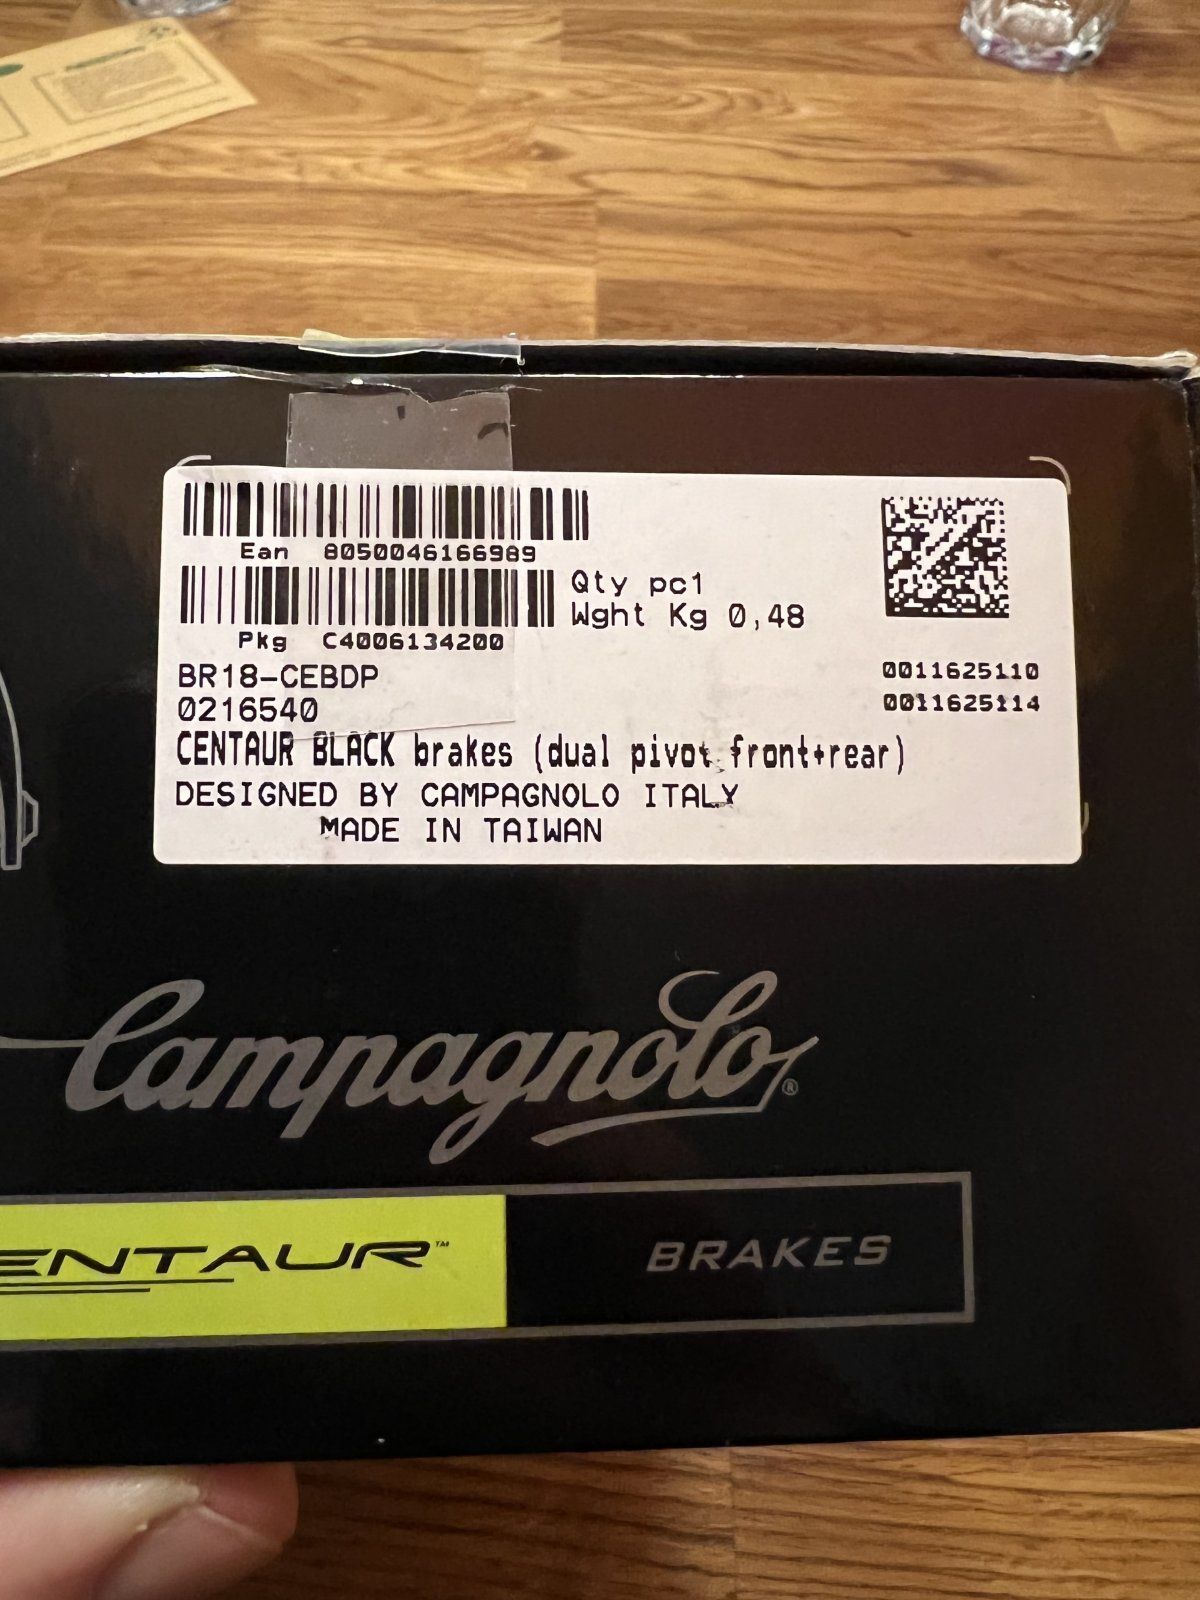 Ean 8050046166989
Qty pc1
Wght Kg 0,48
Pkg C4006134200
BR18-CEBDP
0216540
0011625110
0011625114
CENTAUR BLACK brakes (dual pivot front+rear)
DESIGNED BY CAMPAGNOLO ITALY
MADE IN TAIWAN
Campagnolo®
ENTAUR™
BRAKES